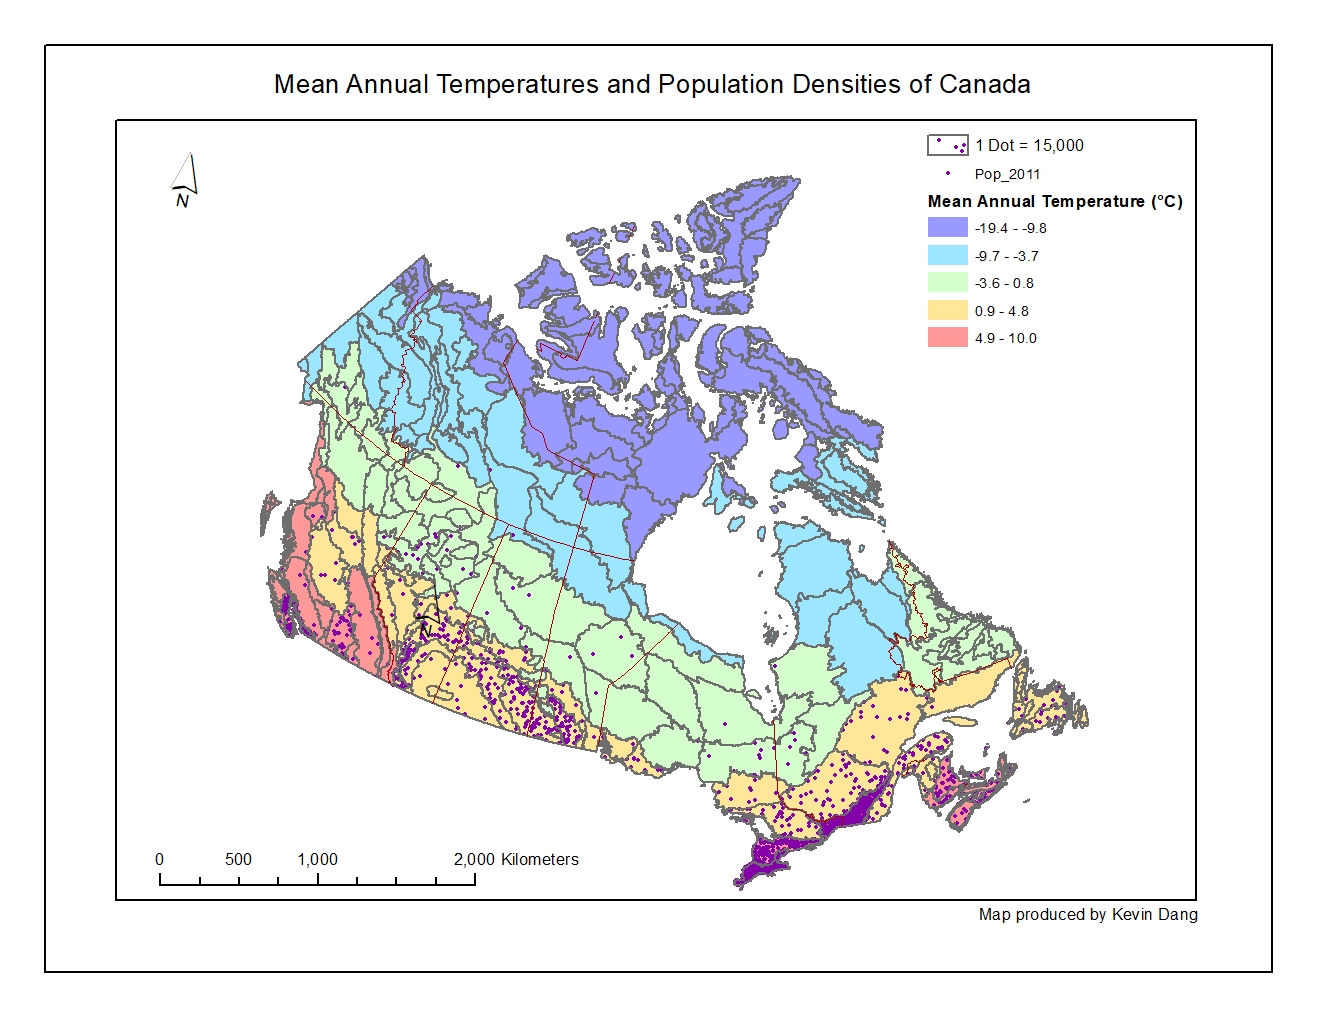 Mean Annual Temperatures and Population Densities of Canada
N
1 Dot = 15,000
Pop_2011
Mean Annual Temperature (°C)
-19.4 - -9.8
-9.7 - -3.7
-3.6 - 0.8
0.9 - 4.8
4.9 - 10.0
N
0 500 1,000 2,000 Kilometers
Map produced by Kevin Dang